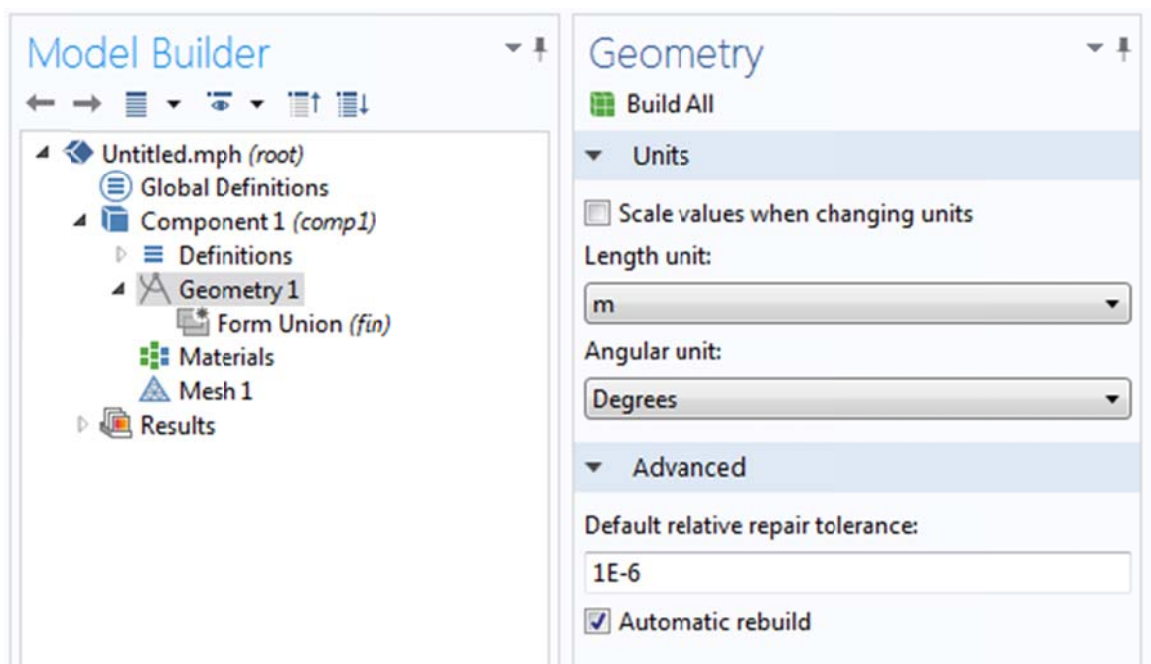 Model Builder
Untitled.mph (root)
Global Definitions
Component 1 (comp1)
Definitions
Geometry 1
Form Union (fin)
Materials
Mesh 1
Results
Geometry
Build All
Units
Scale values when changing units
Length unit:
m
Angular unit:
Degrees
Advanced
Default relative repair tolerance:
1E-6
Automatic rebuild